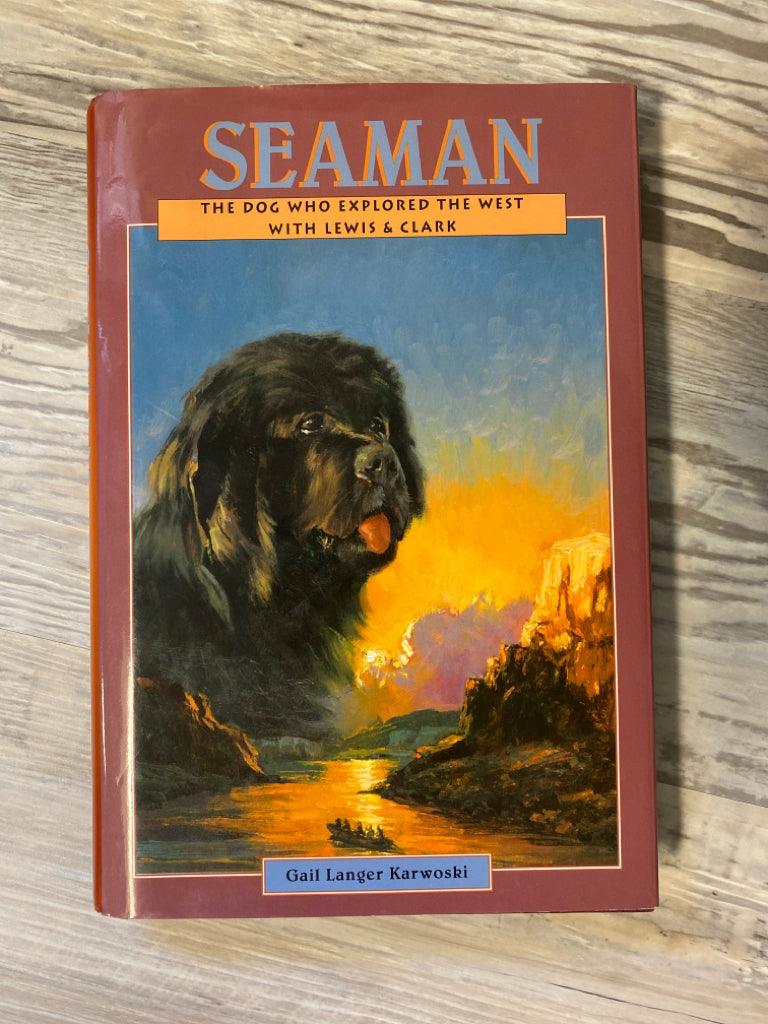 SEAMAN
THE DOG WHO EXPLORED THE WEST
WITH LEWIS & CLARK
Gail Langer Karwoski